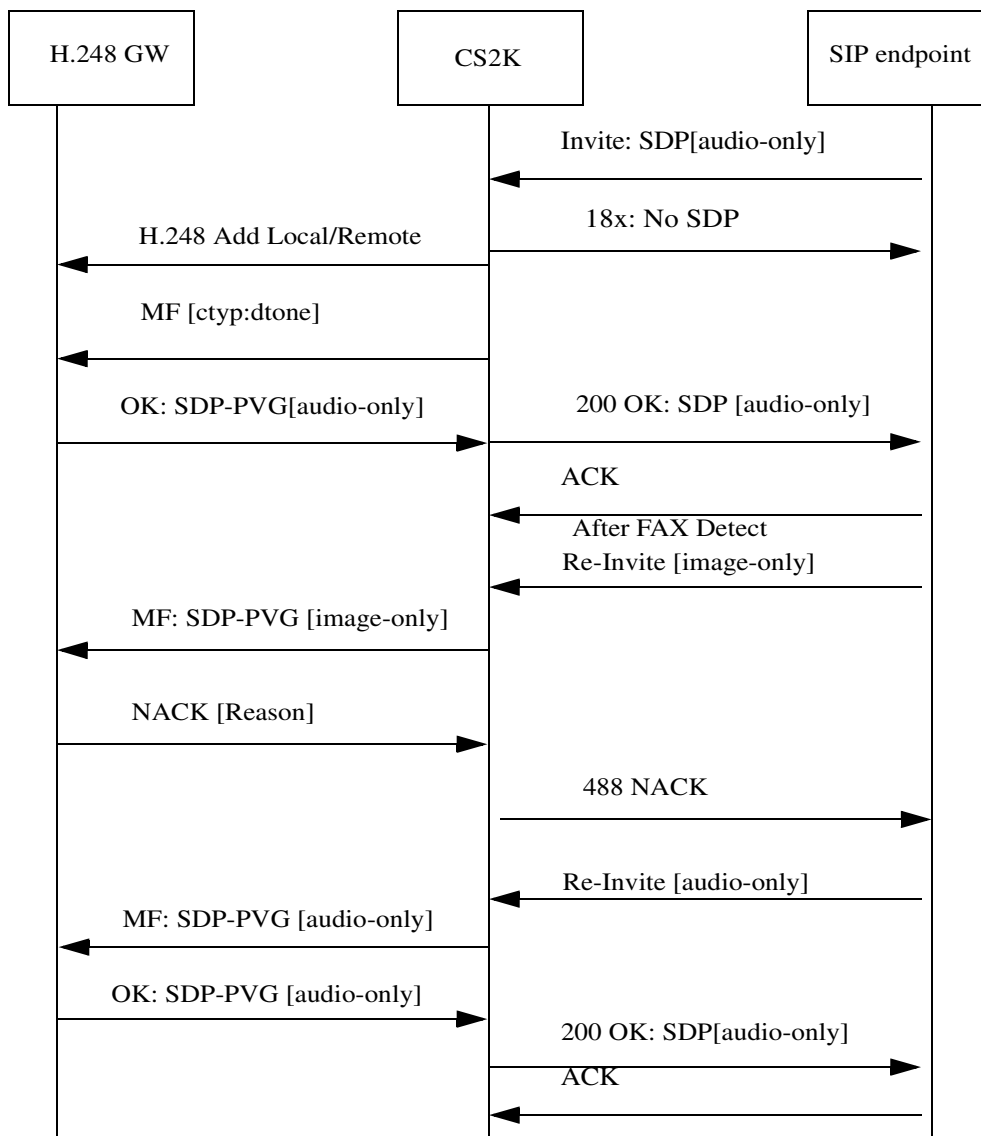 H.248 GW
CS2K
SIP endpoint
Invite: SDP[audio-only]
18x: No SDP
H.248 Add Local/Remote
MF [ctyp:dtone]
OK: SDP-PVG[audio-only]
200 OK: SDP [audio-only]
ACK
After FAX Detect
Re-Invite [image-only]
MF: SDP-PVG [image-only]
NACK [Reason]
488 NACK
Re-Invite [audio-only]
MF: SDP-PVG [audio-only]
OK: SDP-PVG [audio-only]
200 OK: SDP[audio-only]
ACK